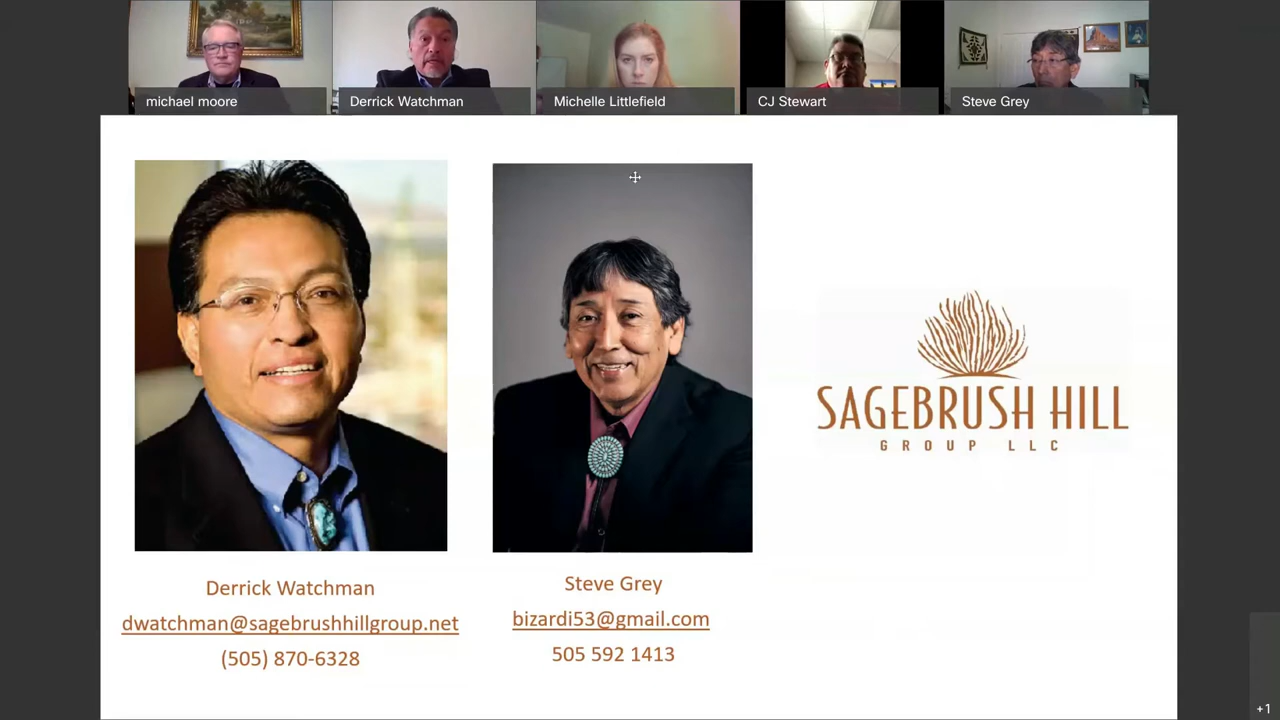 michael moore
Derrick Watchman
Michelle Littlefield
CJ Stewart
Steve Grey
SAGEBRUSH HILL
GROUP LLC
Derrick Watchman
dwatchman@sagebrushhillgroup.net
(505) 870-6328
Steve Grey
bizardi53@gmail.com
505 592 1413
+1